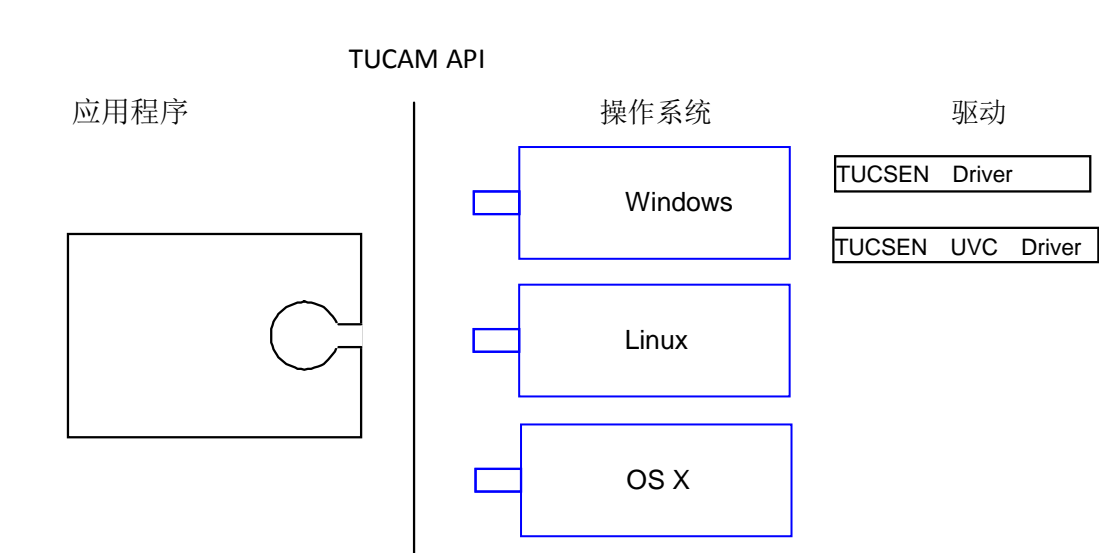 TUCAM API
应用程序
操作系统
驱动
Windows
TUCSEN Driver
TUCSEN UVC Driver
Linux
OS X